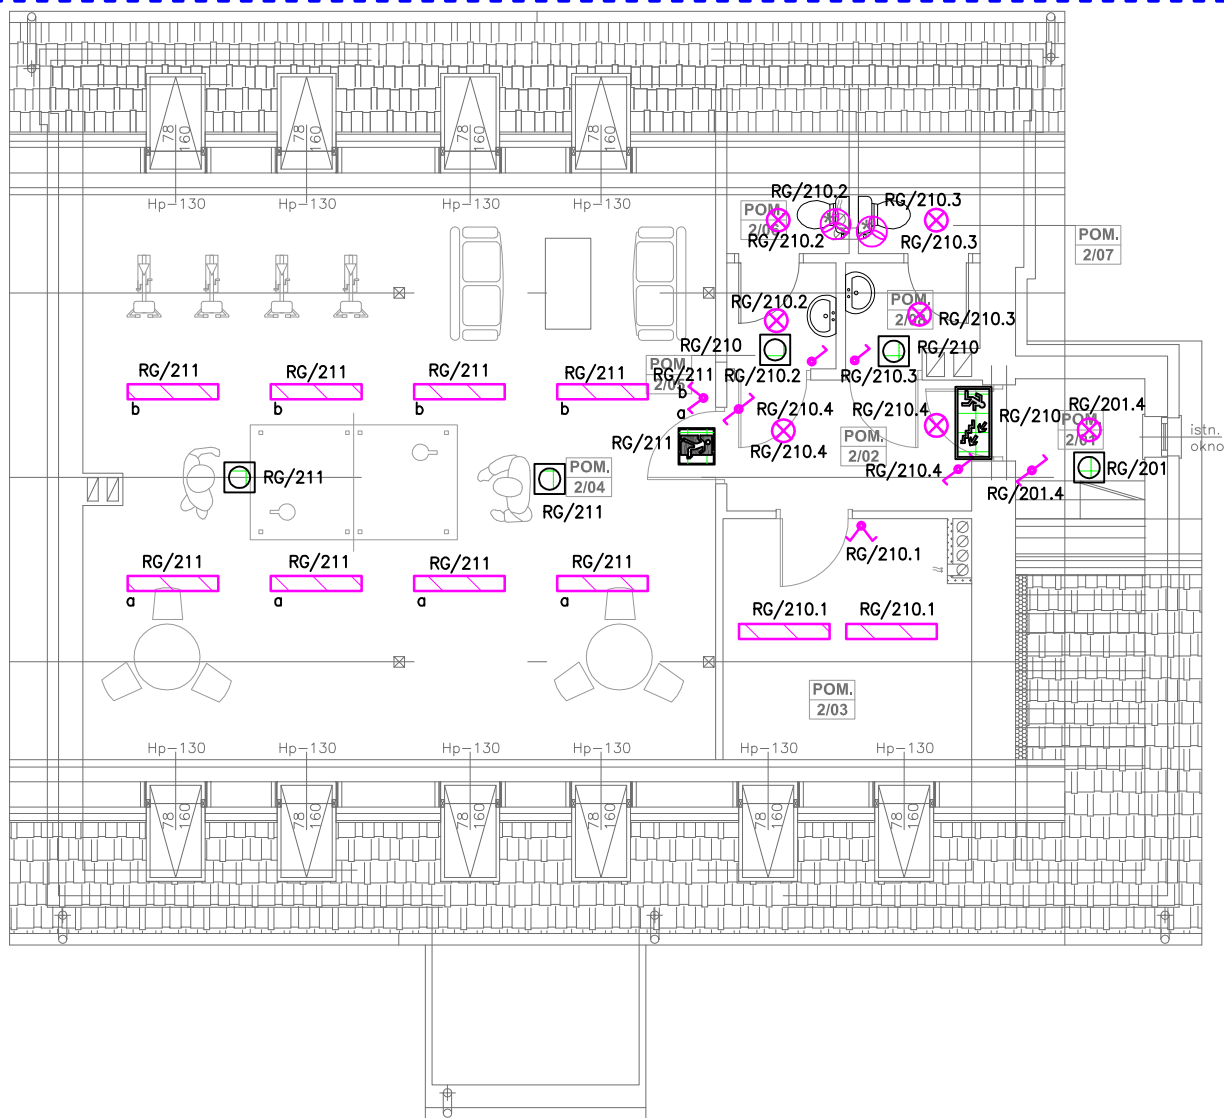 78
160
78
160
78
160
78
160
Hp-130
Hp-130
Hp-130
Hp-130
RG/210.2
RG/210.3
POM.
RG/210.2
RG/210.3
POM.
2/07
RG/210.2
POM.
RG/210.3
RG/210
RG/210
RG/211
RG/211
RG/211
RG/211
POM.
RG/211
RG/210.2
RG/210.3
b
b
b
b
b
a
RG/210.4
RG/210.4
RG/210
RG/201.4
POM.
2/01
istn.
okno
RG/211
POM.
2/02
RG/210.4
RG/210.4
RG/201
RG/201.4
RG/211
POM.
2/04
RG/211
RG/210.1
RG/211
RG/211
RG/211
RG/211
a
a
a
a
RG/210.1
RG/210.1
POM.
2/03
Hp-130
Hp-130
Hp-130
Hp-130
Hp-130
Hp-130
78
160
78
160
78
160
78
160
78
160
78
160